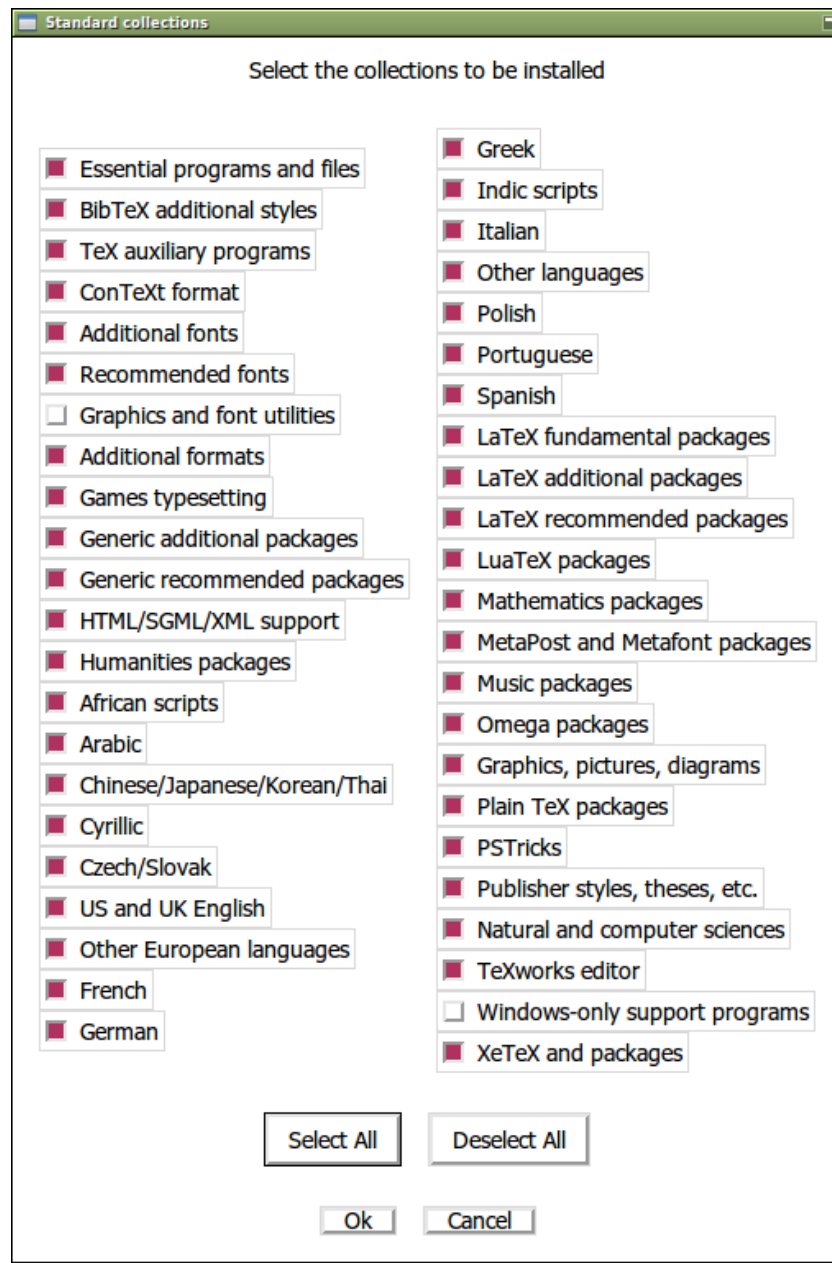 Standard collections
Select the collections to be installed
Essential programs and files
BibTeX additional styles
TeX auxiliary programs
ConTeXt format
Additional fonts
Recommended fonts
Graphics and font utilities
Additional formats
Games typesetting
Generic additional packages
Generic recommended packages
HTML/SGML/XML support
Humanities packages
African scripts
Arabic
Chinese/Japanese/Korean/Thai
Cyrillic
Czech/Slovak
US and UK English
Other European languages
French
German
Greek
Indic scripts
Italian
Other languages
Polish
Portuguese
Spanish
LaTeX fundamental packages
LaTeX additional packages
LaTeX recommended packages
LuaTeX packages
Mathematics packages
MetaPost and Metafont packages
Music packages
Omega packages
Graphics, pictures, diagrams
Plain TeX packages
PSTricks
Publisher styles, theses, etc.
Natural and computer sciences
TeXworks editor
Windows-only support programs
XeTeX and packages
Select All Deselect All
Ok Cancel